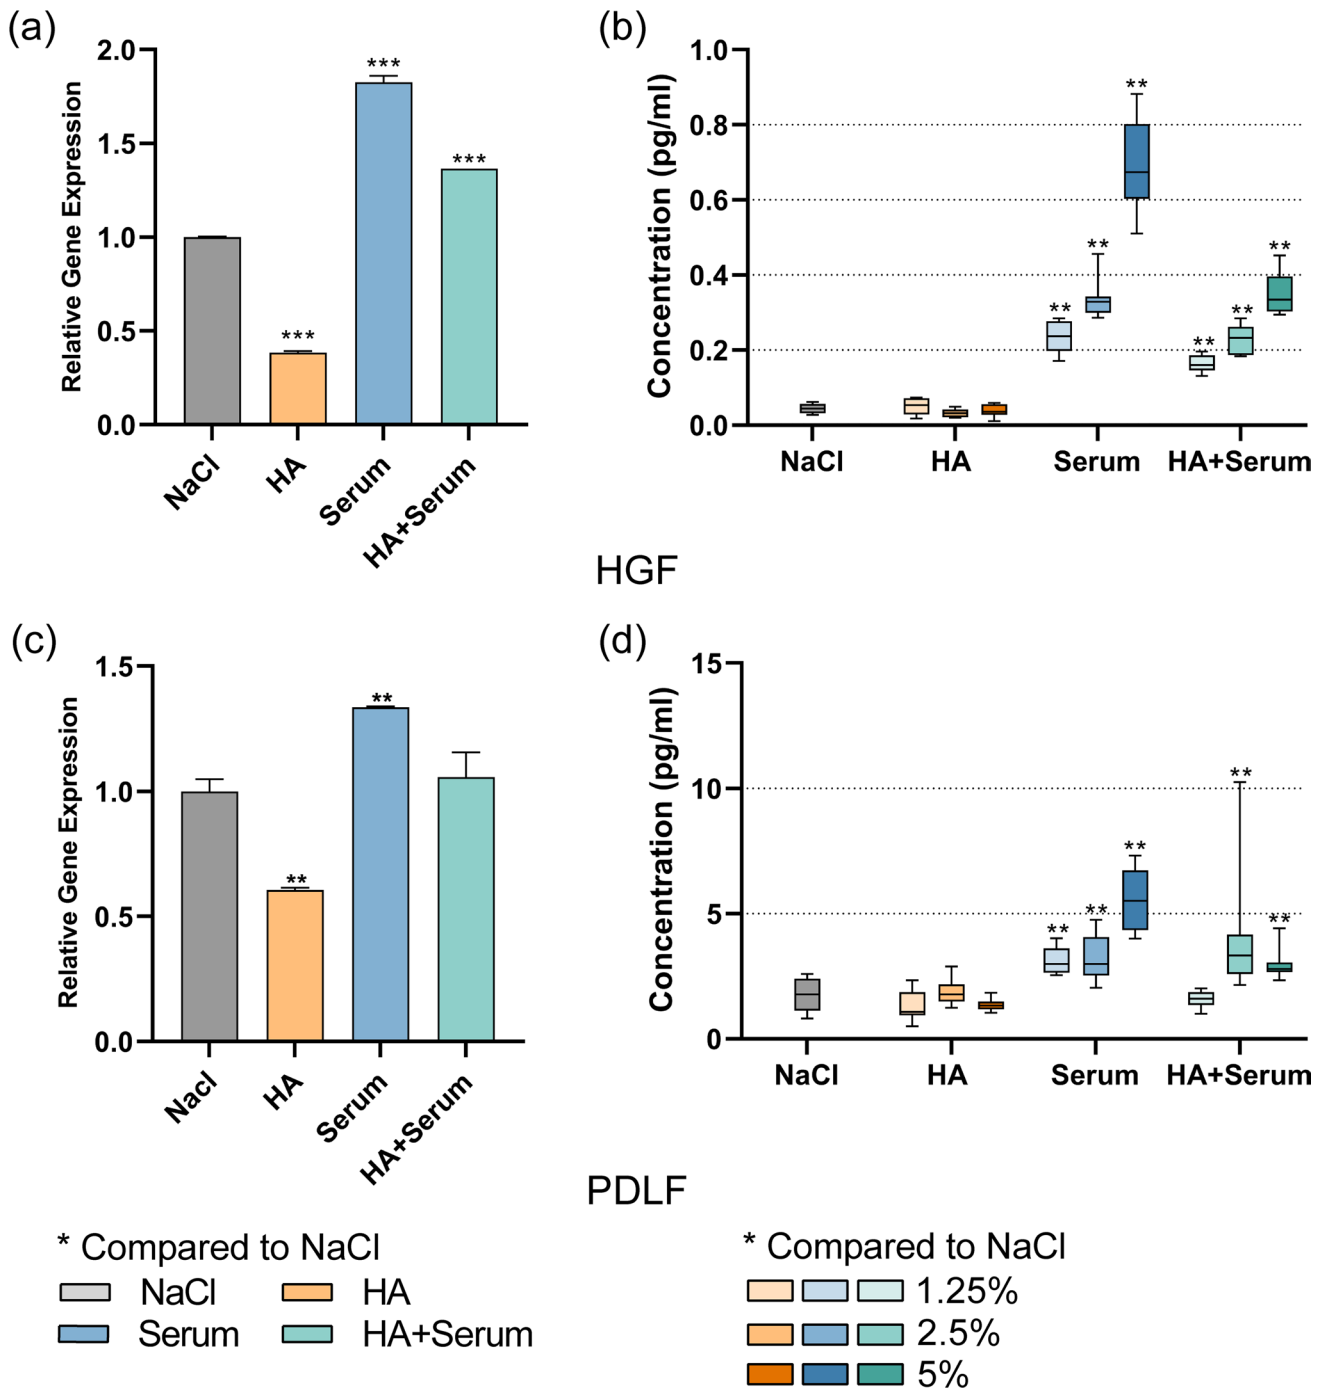 (a)
Relative Gene Expression
2.0
1.5
1.0
0.5
0.0
***
***
***
NaCl
HA
Serum
HA+Serum
(b)
Concentration (pg/ml)
1.0
0.8
0.6
0.4
0.2
0.0
**
**
**
**
**
**
NaCl
HA
Serum
HA+Serum
HGF
(c)
Relative Gene Expression
1.5
1.0
0.5
0.0
**
**
Nacl
HA
Serum
HA+Serum
(d)
Concentration (pg/ml)
15
10
5
0
**
**
**
**
**
NaCl
HA
Serum
HA+Serum
PDLF
* Compared to NaCl
NaCl
HA
Serum
HA+Serum
* Compared to NaCl
1.25%
2.5%
5%